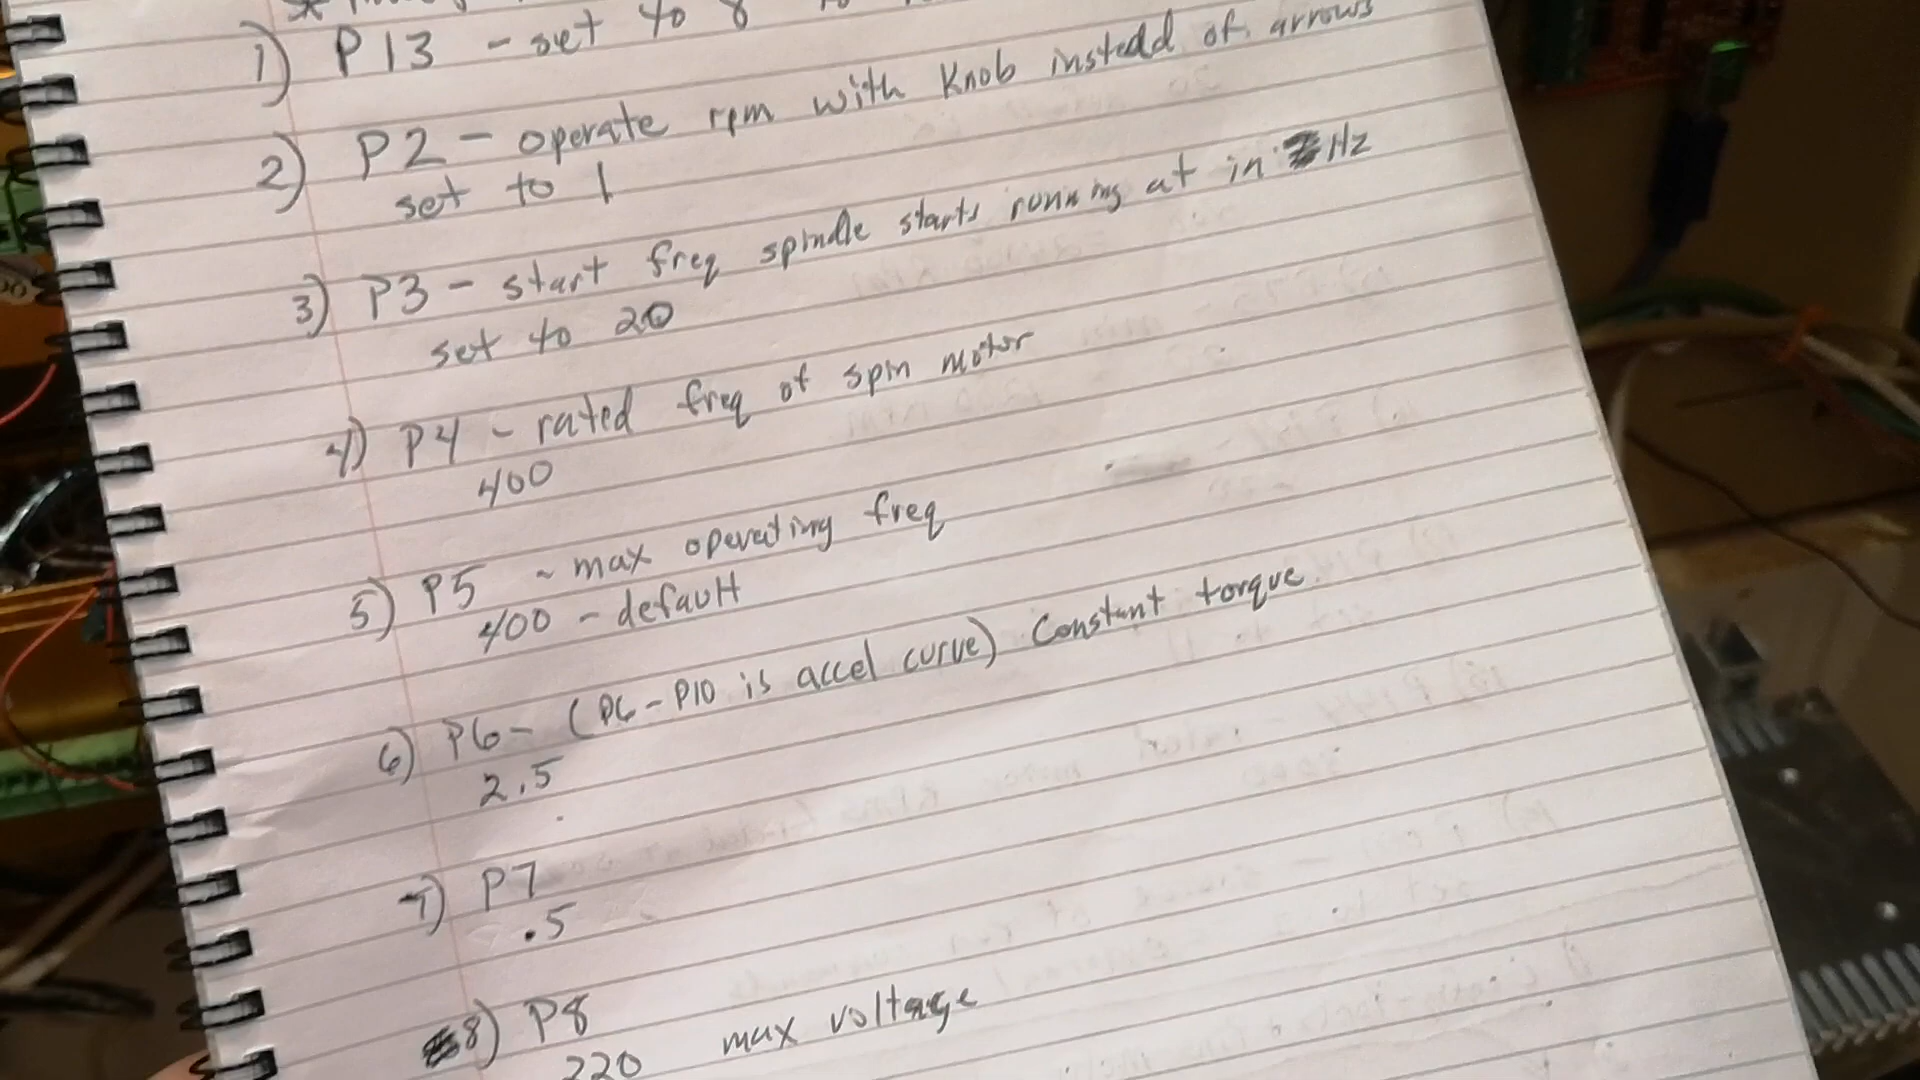 1) P13 - set to 8
2) P2 - operate rpm with Knob instead of arrows
set to 1
3) P3 - start freq spindle starts running at in Hz
set to 20
4) P4 - rated freq of spin motor
400
5) P5 - max operating freq
400 - default
6) P6 - (P6 - P10 is accel curve) Constant torque
2.5
7) P7
.5
8) P8
220 max voltage